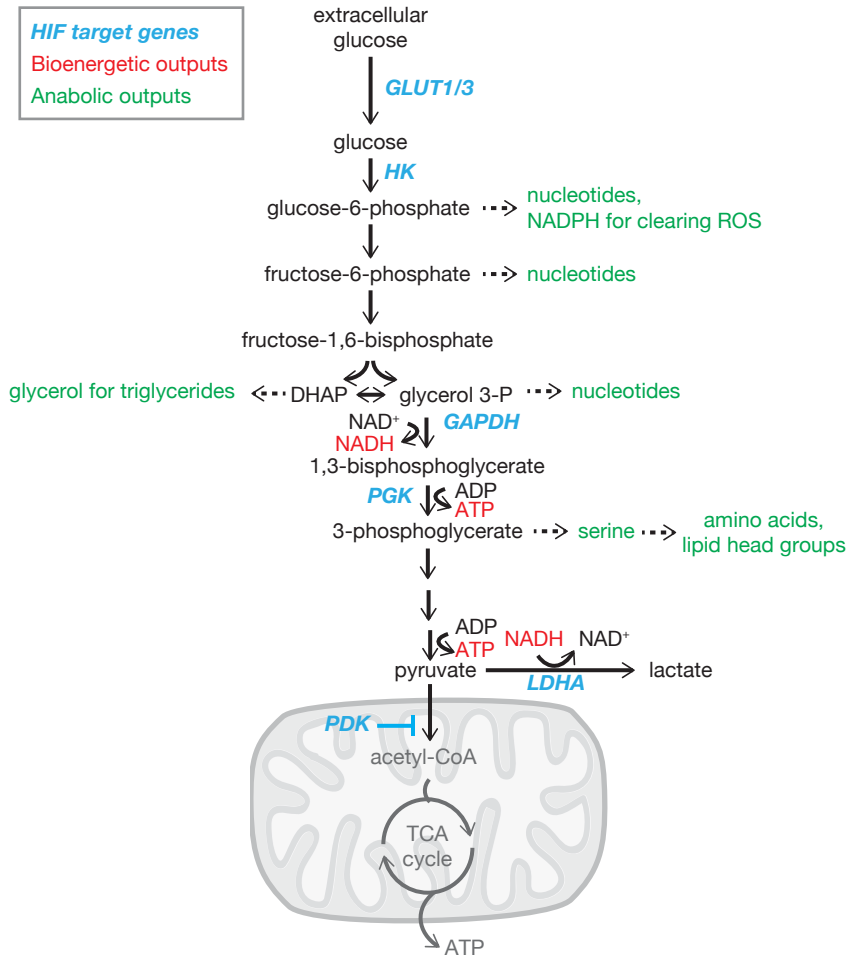 HIF target genes
Bioenergetic outputs
Anabolic outputs
extracellular
glucose
GLUT1/3
glucose
HK
glucose-6-phosphate
nucleotides,
NADPH for clearing ROS
fructose-6-phosphate
nucleotides
fructose-1,6-bisphosphate
glycerol for triglycerides
DHAP
glycerol 3-P
nucleotides
NAD⁺
NADH
GAPDH
1,3-bisphosphoglycerate
PGK
ADP
ATP
3-phosphoglycerate
serine
amino acids,
lipid head groups
ADP
ATP
NADH
NAD⁺
pyruvate
LDHA
lactate
PDK
acetyl-CoA
TCA
cycle
ATP